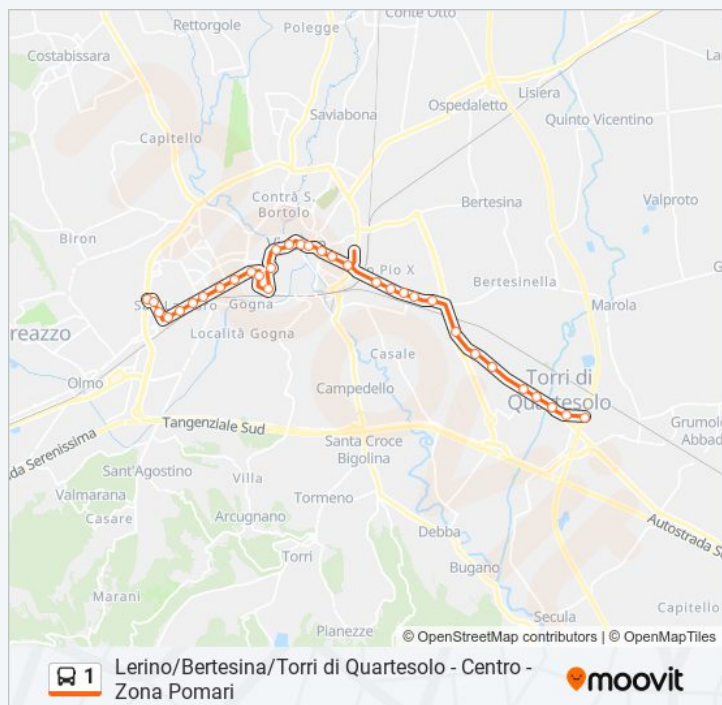 Rettorgole
Polegge
Conte Otto
Costabissara
Lisiera
Ospedaletto
Saviabona
Quinto Vicentino
Capitello
Contrà S.
Bortolo
Bertesina
Valproto
Biron
Pio X
Bertesinella
Gogna
Marola
Località Gogna
reazzo
Casale
Olmo
Campedello
Torri di
Quartesolo
Grumolo
Abbad
Tangenziale Sud
Santa Croce
Bigolina
da Serenissima
Sant'Agostino
Villa
Valmarana
Tormeno
Casare
Arcugnano
Autostrada S
Debba
Torri
Bugano
Marani
Capitello
Pianezze
Secula
© OpenStreetMap contributors | © OpenMapTiles
1
Lerino/Bertesina/Torri di Quartesolo - Centro -
Zona Pomari
moovit